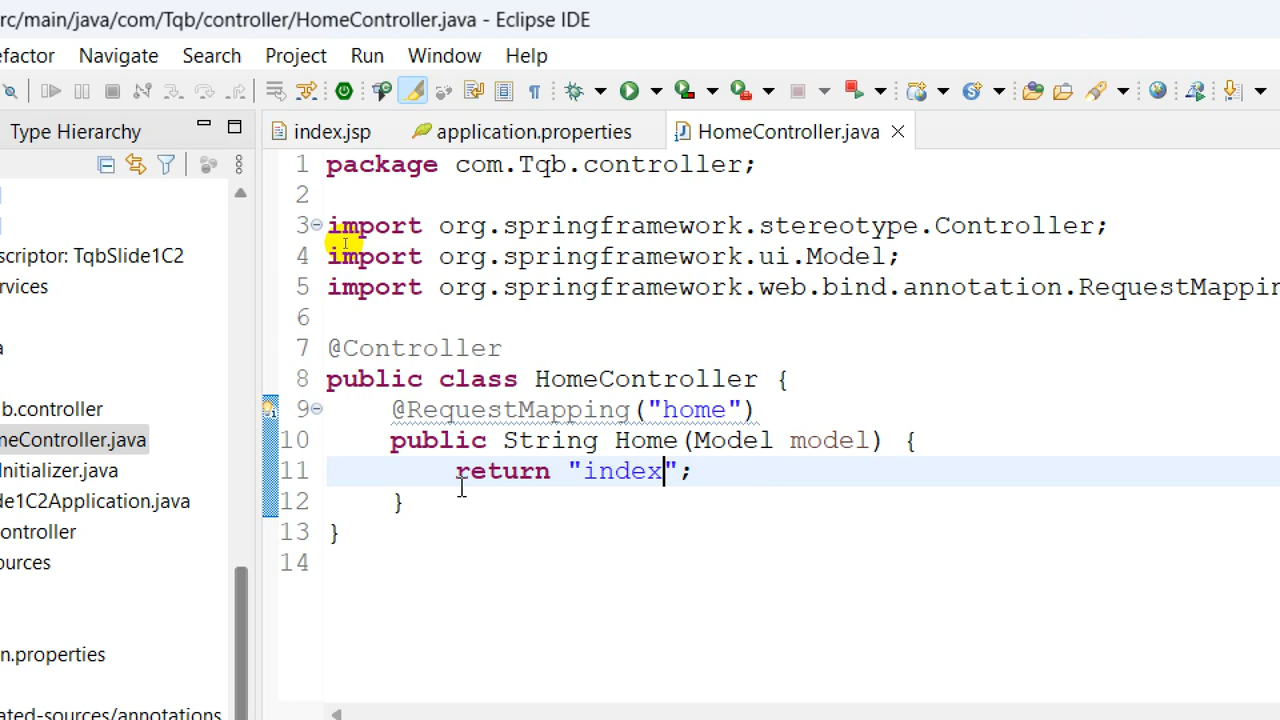 rc/main/java/com/Tqb/controller/HomeController.java - Eclipse IDE
efactor Navigate Search Project Run Window Help
Type Hierarchy
index.jsp application.properties HomeController.java
1 package com.Tqb.controller;
2
3 import org.springframework.stereotype.Controller;
4 import org.springframework.ui.Model;
5 import org.springframework.web.bind.annotation.RequestMappin
6
7 @Controller
8 public class HomeController {
9 @RequestMapping("home")
10 public String Home(Model model) {
11 return "index";
12 }
13 }
14
scriptor: TqbSlide1C2
rvices
a
b.controller
meController.java
Initializer.java
de1C2Application.java
ontroller
ources
n.properties
ated-sources/annotations